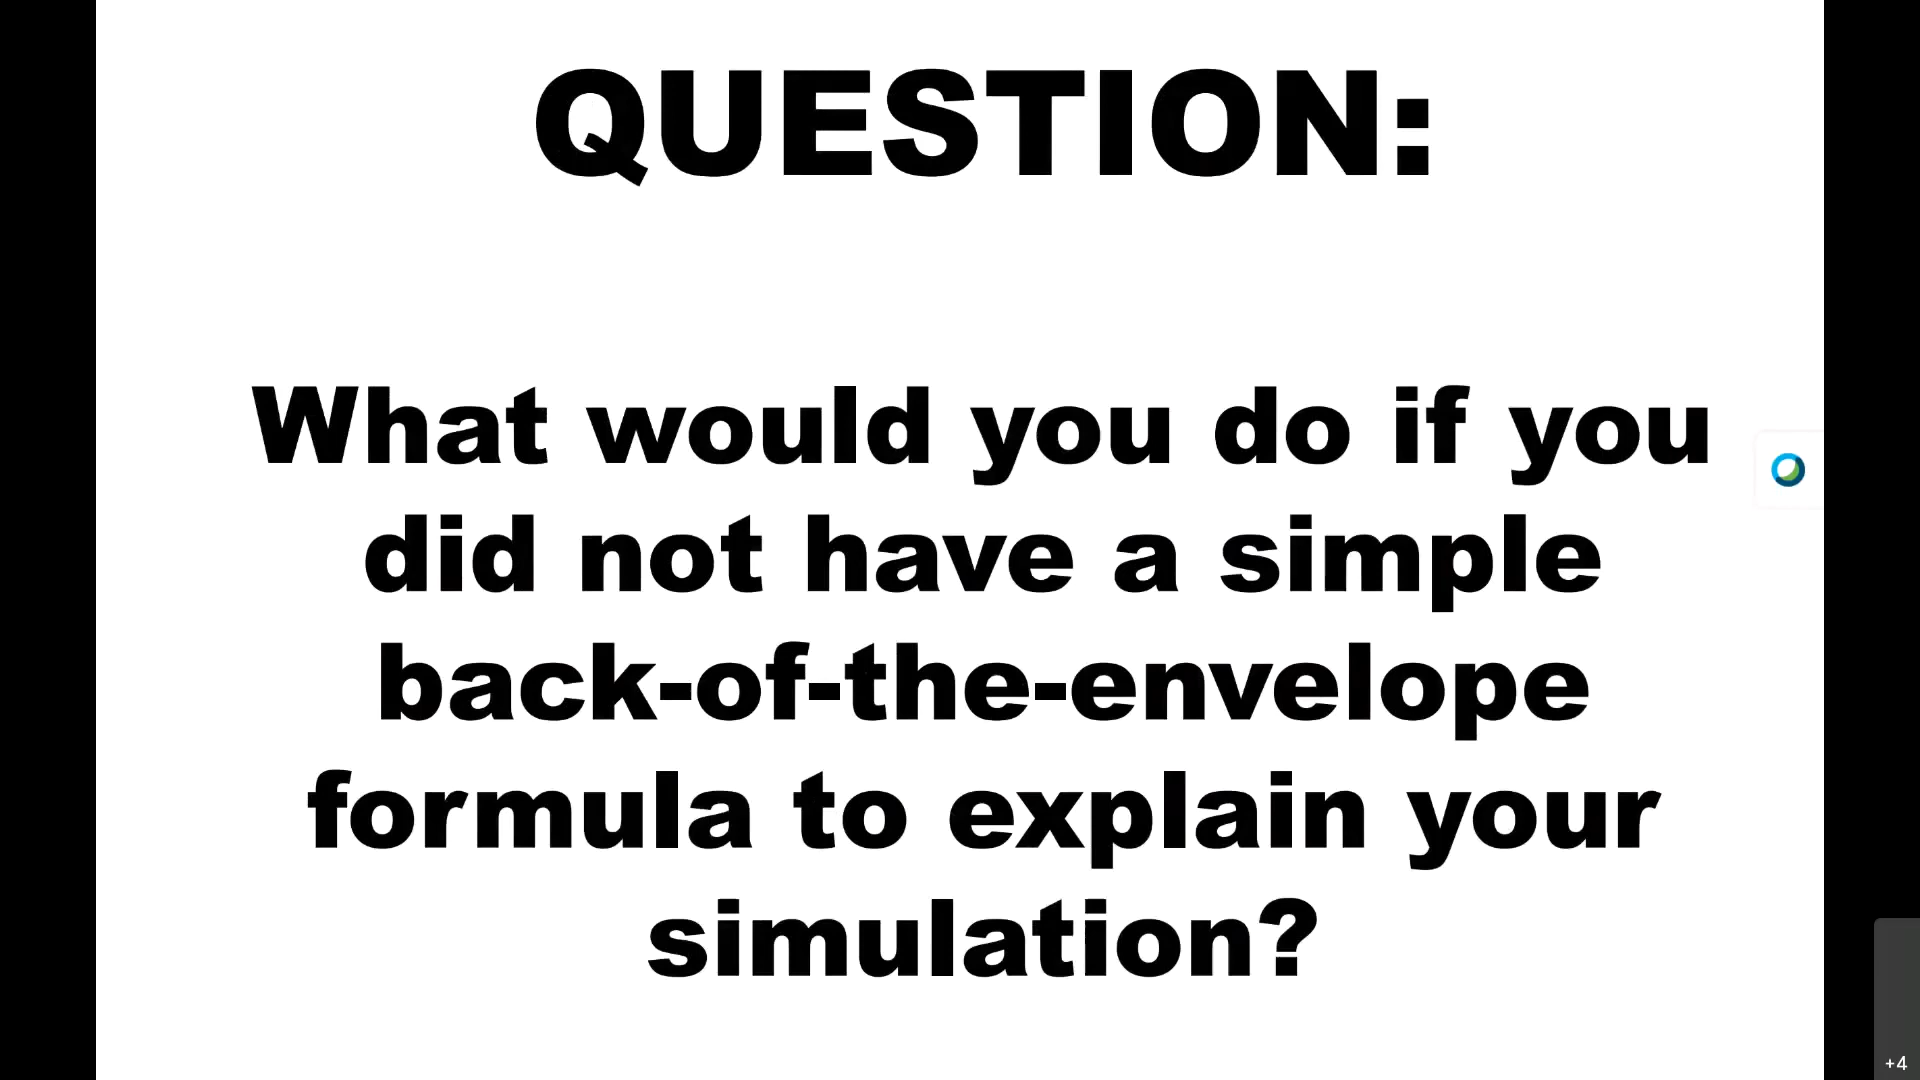 QUESTION:
What would you do if you
did not have a simple
back-of-the-envelope
formula to explain your
simulation?
+4